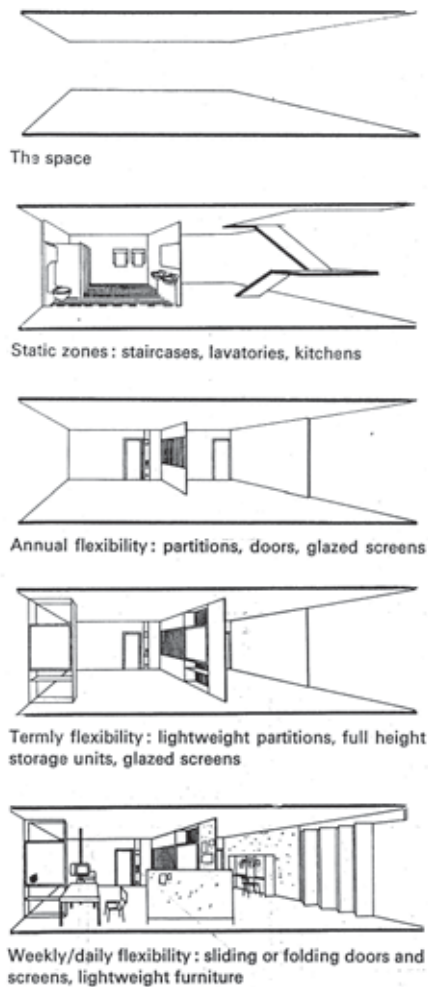 The space
Static zones: staircases, lavatories, kitchens
Annual flexibility: partitions, doors, glazed screens
Termly flexibility: lightweight partitions, full height
storage units, glazed screens
Weekly/daily flexibility: sliding or folding doors and
screens, lightweight furniture